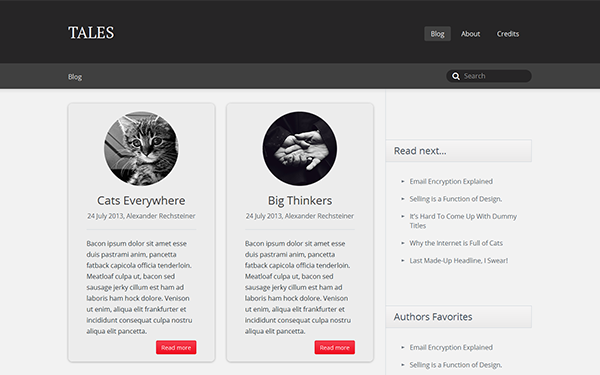 TALES
Blog About Credits
Blog
Search
Cats Everywhere
24 July 2013, Alexander Rechsteiner
Bacon ipsum dolor sit amet esse
duis pastrami anim, pancetta
fatback capicola officia tenderloin.
Meatloaf culpa ut, bacon sed
sausage jerky cillum est ham ad
laboris ham hock dolore. Venison
ut enim, aliqua elit frankfurter et
incididunt consequat culpa nostru
aliqua elit pancetta.
Read more
Big Thinkers
24 July 2013, Alexander Rechsteiner
Bacon ipsum dolor sit amet esse
duis pastrami anim, pancetta
fatback capicola officia tenderloin.
Meatloaf culpa ut, bacon sed
sausage jerky cillum est ham ad
laboris ham hock dolore. Venison
ut enim, aliqua elit frankfurter et
incididunt consequat culpa nostru
aliqua elit pancetta.
Read more
Read next...
Email Encryption Explained
Selling is a Function of Design.
It's Hard To Come Up With Dummy
Titles
Why the Internet is Full of Cats
Last Made-Up Headline, I Swear!
Authors Favorites
Email Encryption Explained
Selling is a Function of Design.